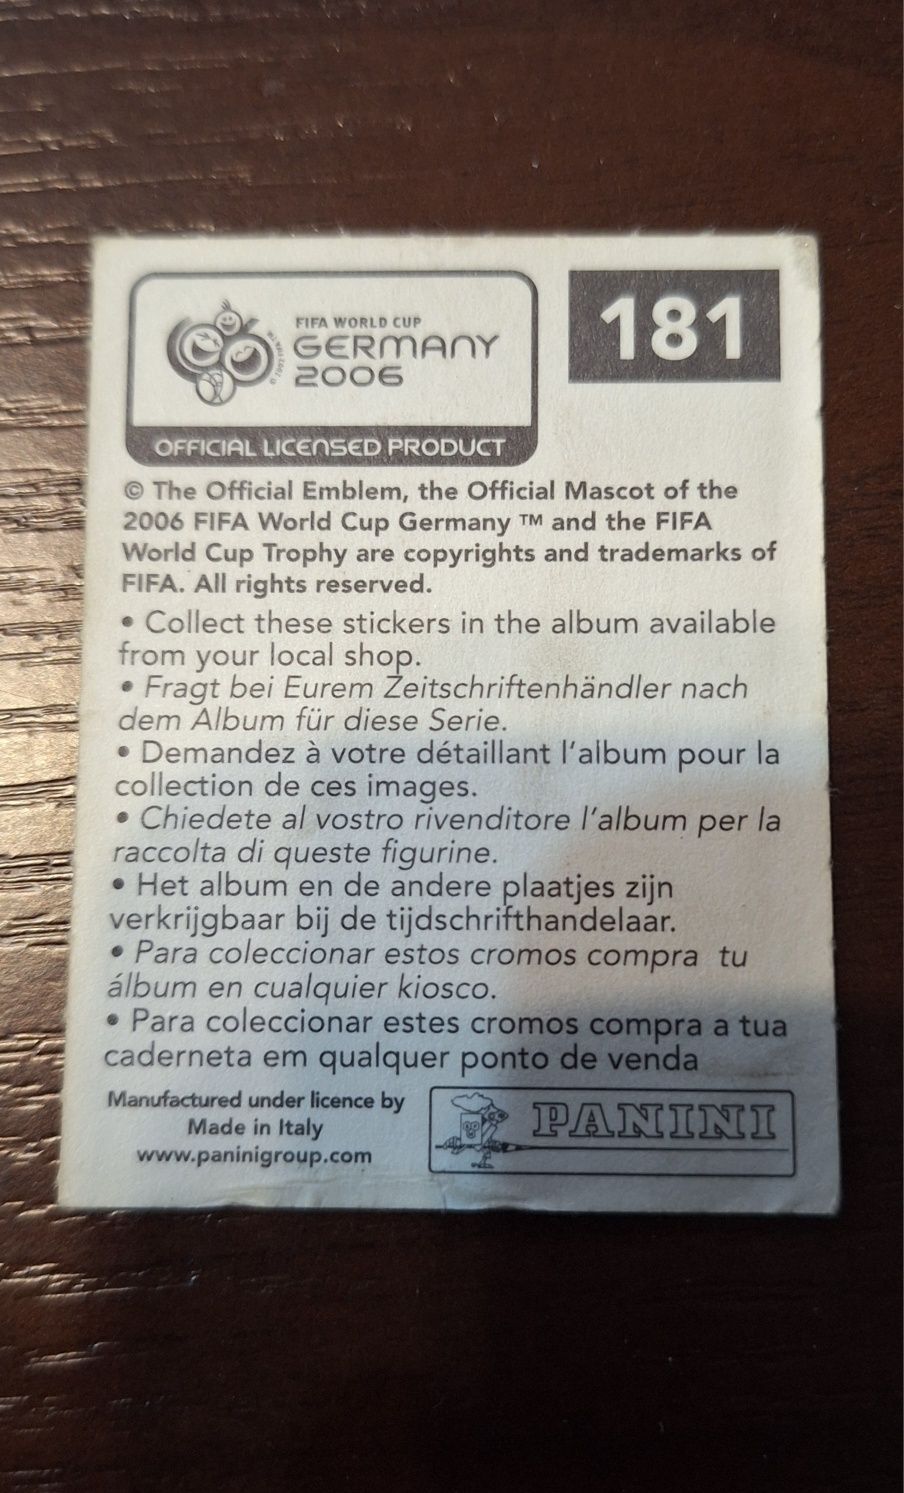 FIFA WORLD CUP
GERMANY
2006
OFFICIAL LICENSED PRODUCT
181
© The Official Emblem, the Official Mascot of the
2006 FIFA World Cup Germany ™ and the FIFA
World Cup Trophy are copyrights and trademarks of
FIFA. All rights reserved.
• Collect these stickers in the album available
from your local shop.
• Fragt bei Eurem Zeitschriftenhändler nach
dem Album für diese Serie.
• Demandez à votre détaillant l'album pour la
collection de ces images.
• Chiedete al vostro rivenditore l'album per la
raccolta di queste figurine.
• Het album en de andere plaatjes zijn
verkrijgbaar bij de tijdschrifthandelaar.
• Para coleccionar estos cromos compra tu
álbum en cualquier kiosco.
• Para coleccionar estes cromos compra a tua
caderneta em qualquer ponto de venda
Manufactured under licence by
Made in Italy
www.paninigroup.com
PANINI